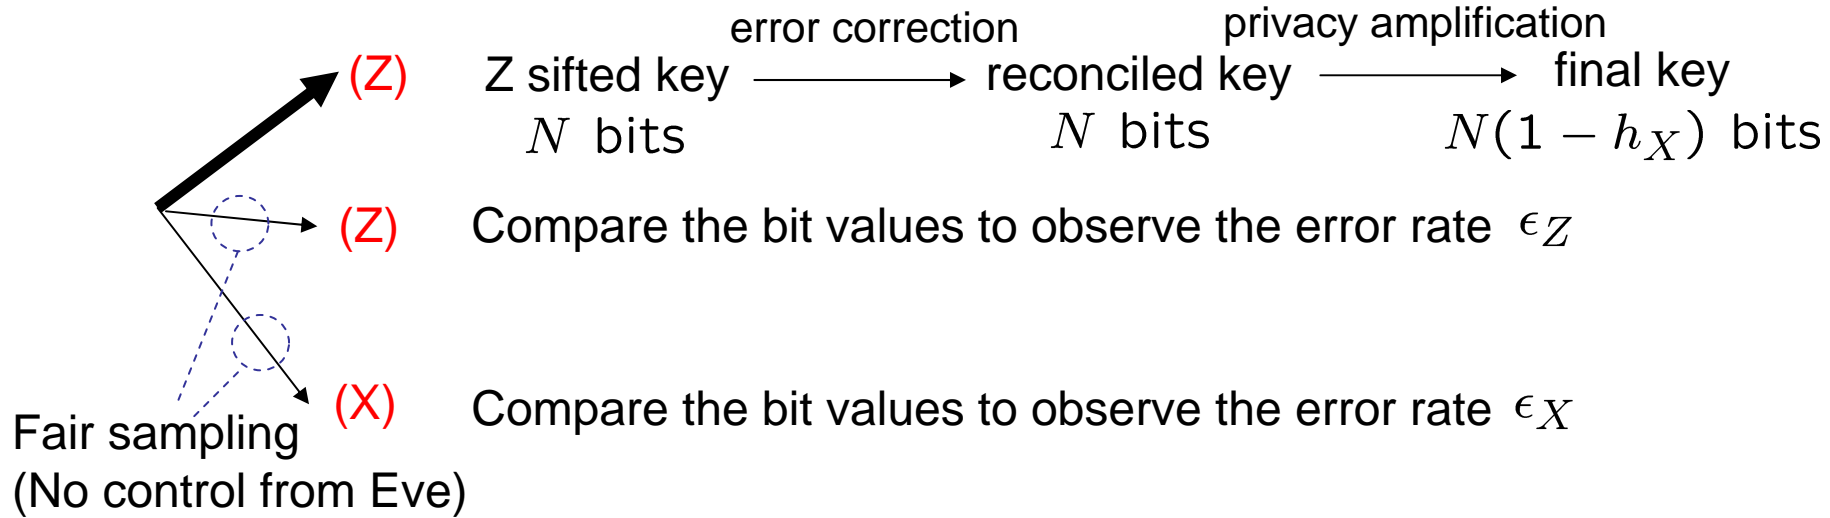 error correction
privacy amplification
(Z) Z sifted key reconciled key final key
N bits N bits N(1 − h_X) bits
(Z) Compare the bit values to observe the error rate ϵ_Z
(X) Compare the bit values to observe the error rate ϵ_X
Fair sampling
(No control from Eve)